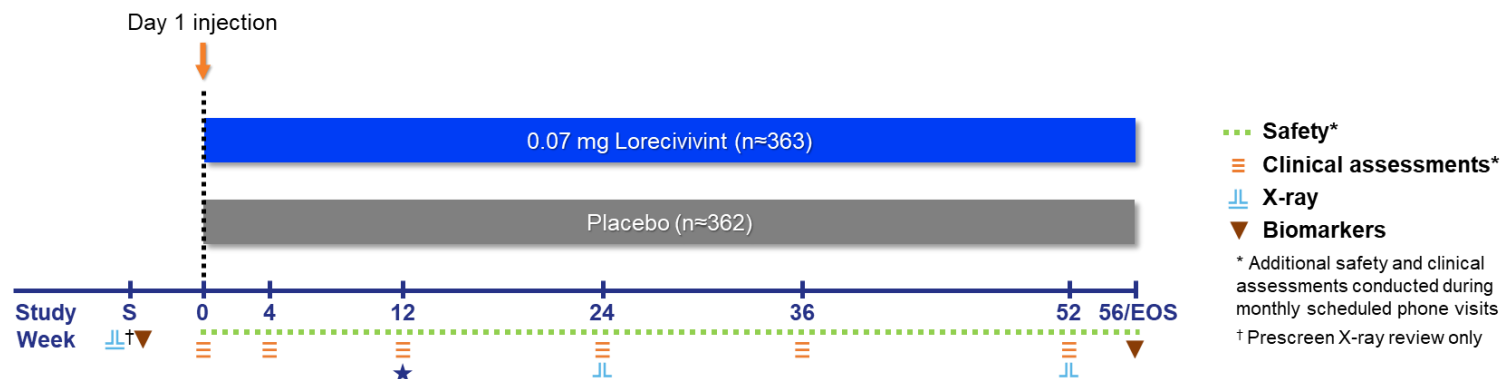 Day 1 injection
0.07 mg Lorecivivint (n≈363)
Placebo (n≈362)
Study S 0 4 12 24 36 52 56/EOS
Week †
Safety*
Clinical assessments*
X-ray
Biomarkers
* Additional safety and clinical
assessments conducted during
monthly scheduled phone visits
† Prescreen X-ray review only